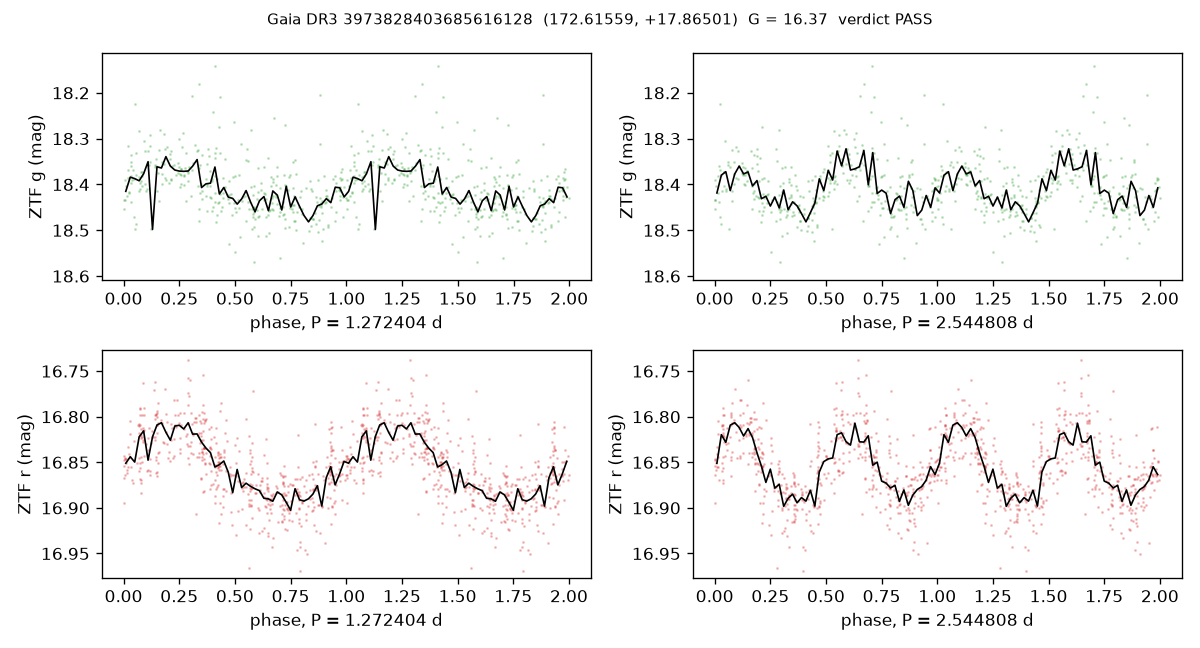 Gaia DR3 3973828403685616128 (172.61559, +17.86501) G = 16.37 verdict PASS
ZTF g (mag)
18.2
18.3
18.4
18.5
18.6
0.00 0.25 0.50 0.75 1.00 1.25 1.50 1.75 2.00
phase, P = 1.272404 d
ZTF g (mag)
18.2
18.3
18.4
18.5
18.6
0.00 0.25 0.50 0.75 1.00 1.25 1.50 1.75 2.00
phase, P = 2.544808 d
ZTF r (mag)
16.75
16.80
16.85
16.90
16.95
0.00 0.25 0.50 0.75 1.00 1.25 1.50 1.75 2.00
phase, P = 1.272404 d
ZTF r (mag)
16.75
16.80
16.85
16.90
16.95
0.00 0.25 0.50 0.75 1.00 1.25 1.50 1.75 2.00
phase, P = 2.544808 d